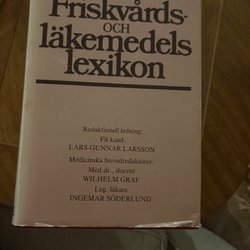 Friskvårds-
OCH
läkemedels
lexikon
Redaktionell ledning:
Fil.kand.
LARS-GUNNAR LARSSON
Medicinska huvudredaktörer:
Med.dr., docent
WILHELM GRAF
Leg. läkare
INGEMAR SÖDERLUND